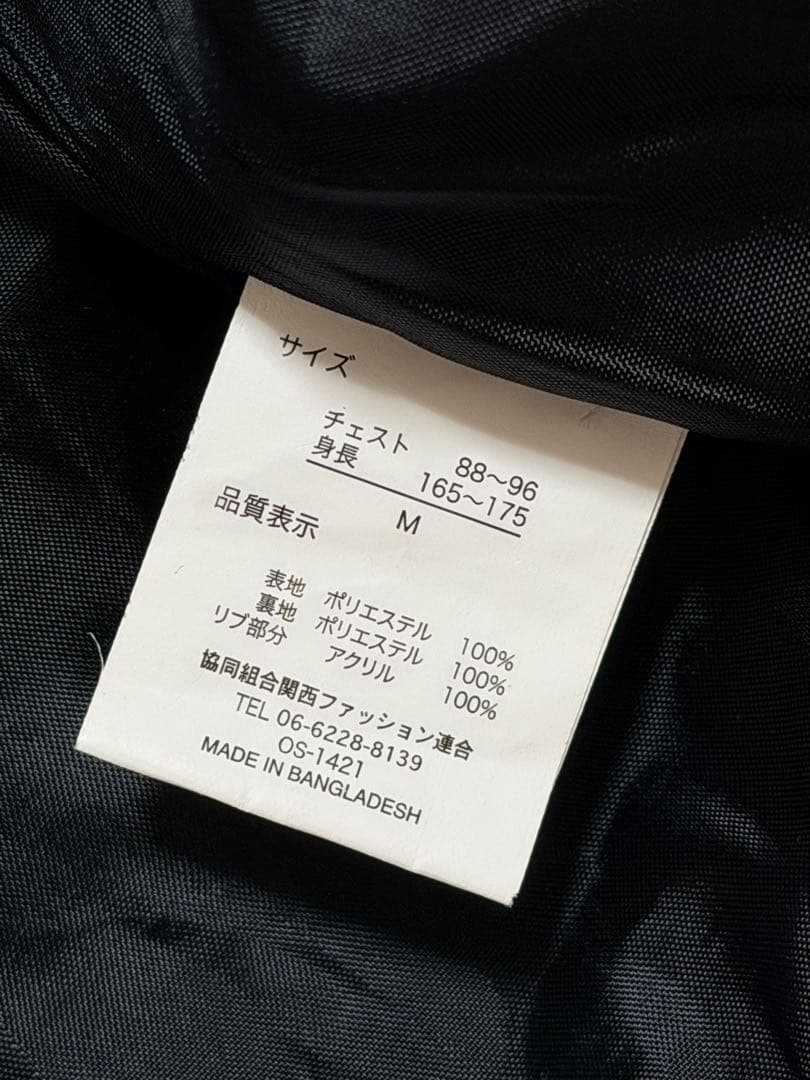 サイズ
チェスト 88～96
身長 165～175
M
品質表示
表地 ポリエステル 100%
裏地 ポリエステル 100%
リブ部分 アクリル 100%
協同組合関西ファッション連合
TEL 06-6228-8139
OS-1421
MADE IN BANGLADESH